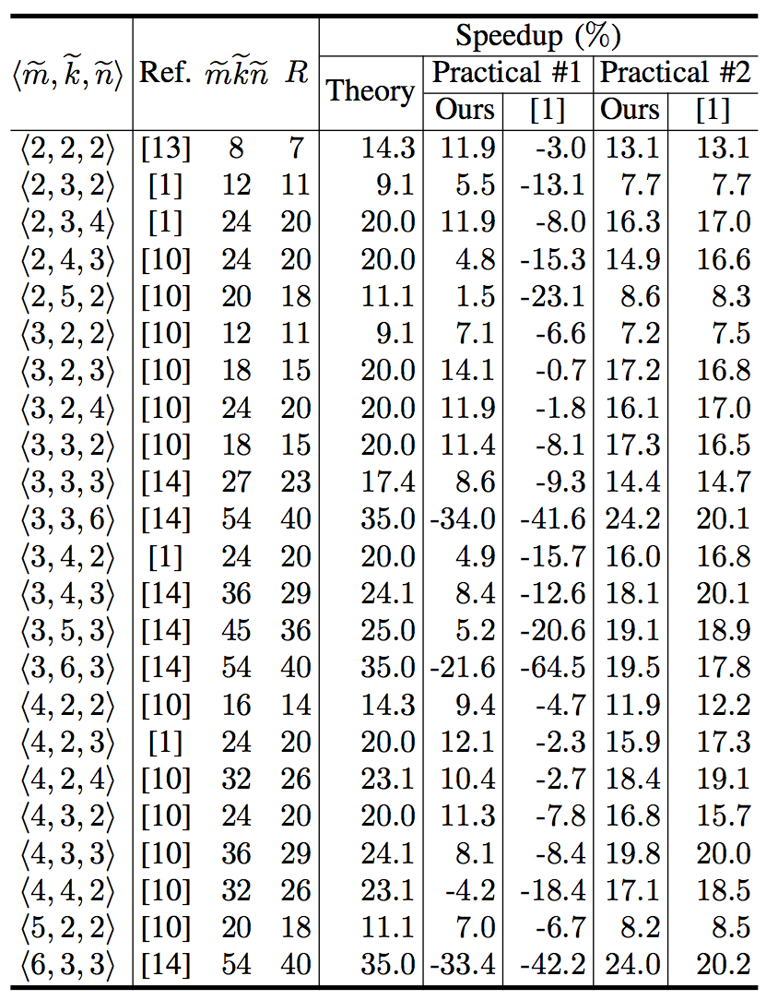 Speedup (%)
⟨m̃, k̃, ñ⟩ Ref. m̃k̃ñ R Theory Practical #1 Practical #2
Ours [1] Ours [1]
⟨2, 2, 2⟩ [13] 8 7 14.3 11.9 -3.0 13.1 13.1
⟨2, 3, 2⟩ [1] 12 11 9.1 5.5 -13.1 7.7 7.7
⟨2, 3, 4⟩ [1] 24 20 20.0 11.9 -8.0 16.3 17.0
⟨2, 4, 3⟩ [10] 24 20 20.0 4.8 -15.3 14.9 16.6
⟨2, 5, 2⟩ [10] 20 18 11.1 1.5 -23.1 8.6 8.3
⟨3, 2, 2⟩ [10] 12 11 9.1 7.1 -6.6 7.2 7.5
⟨3, 2, 3⟩ [10] 18 15 20.0 14.1 -0.7 17.2 16.8
⟨3, 2, 4⟩ [10] 24 20 20.0 11.9 -1.8 16.1 17.0
⟨3, 3, 2⟩ [10] 18 15 20.0 11.4 -8.1 17.3 16.5
⟨3, 3, 3⟩ [14] 27 23 17.4 8.6 -9.3 14.4 14.7
⟨3, 3, 6⟩ [14] 54 40 35.0 -34.0 -41.6 24.2 20.1
⟨3, 4, 2⟩ [1] 24 20 20.0 4.9 -15.7 16.0 16.8
⟨3, 4, 3⟩ [14] 36 29 24.1 8.4 -12.6 18.1 20.1
⟨3, 5, 3⟩ [14] 45 36 25.0 5.2 -20.6 19.1 18.9
⟨3, 6, 3⟩ [14] 54 40 35.0 -21.6 -64.5 19.5 17.8
⟨4, 2, 2⟩ [10] 16 14 14.3 9.4 -4.7 11.9 12.2
⟨4, 2, 3⟩ [1] 24 20 20.0 12.1 -2.3 15.9 17.3
⟨4, 2, 4⟩ [10] 32 26 23.1 10.4 -2.7 18.4 19.1
⟨4, 3, 2⟩ [10] 24 20 20.0 11.3 -7.8 16.8 15.7
⟨4, 3, 3⟩ [10] 36 29 24.1 8.1 -8.4 19.8 20.0
⟨4, 4, 2⟩ [10] 32 26 23.1 -4.2 -18.4 17.1 18.5
⟨5, 2, 2⟩ [10] 20 18 11.1 7.0 -6.7 8.2 8.5
⟨6, 3, 3⟩ [14] 54 40 35.0 -33.4 -42.2 24.0 20.2